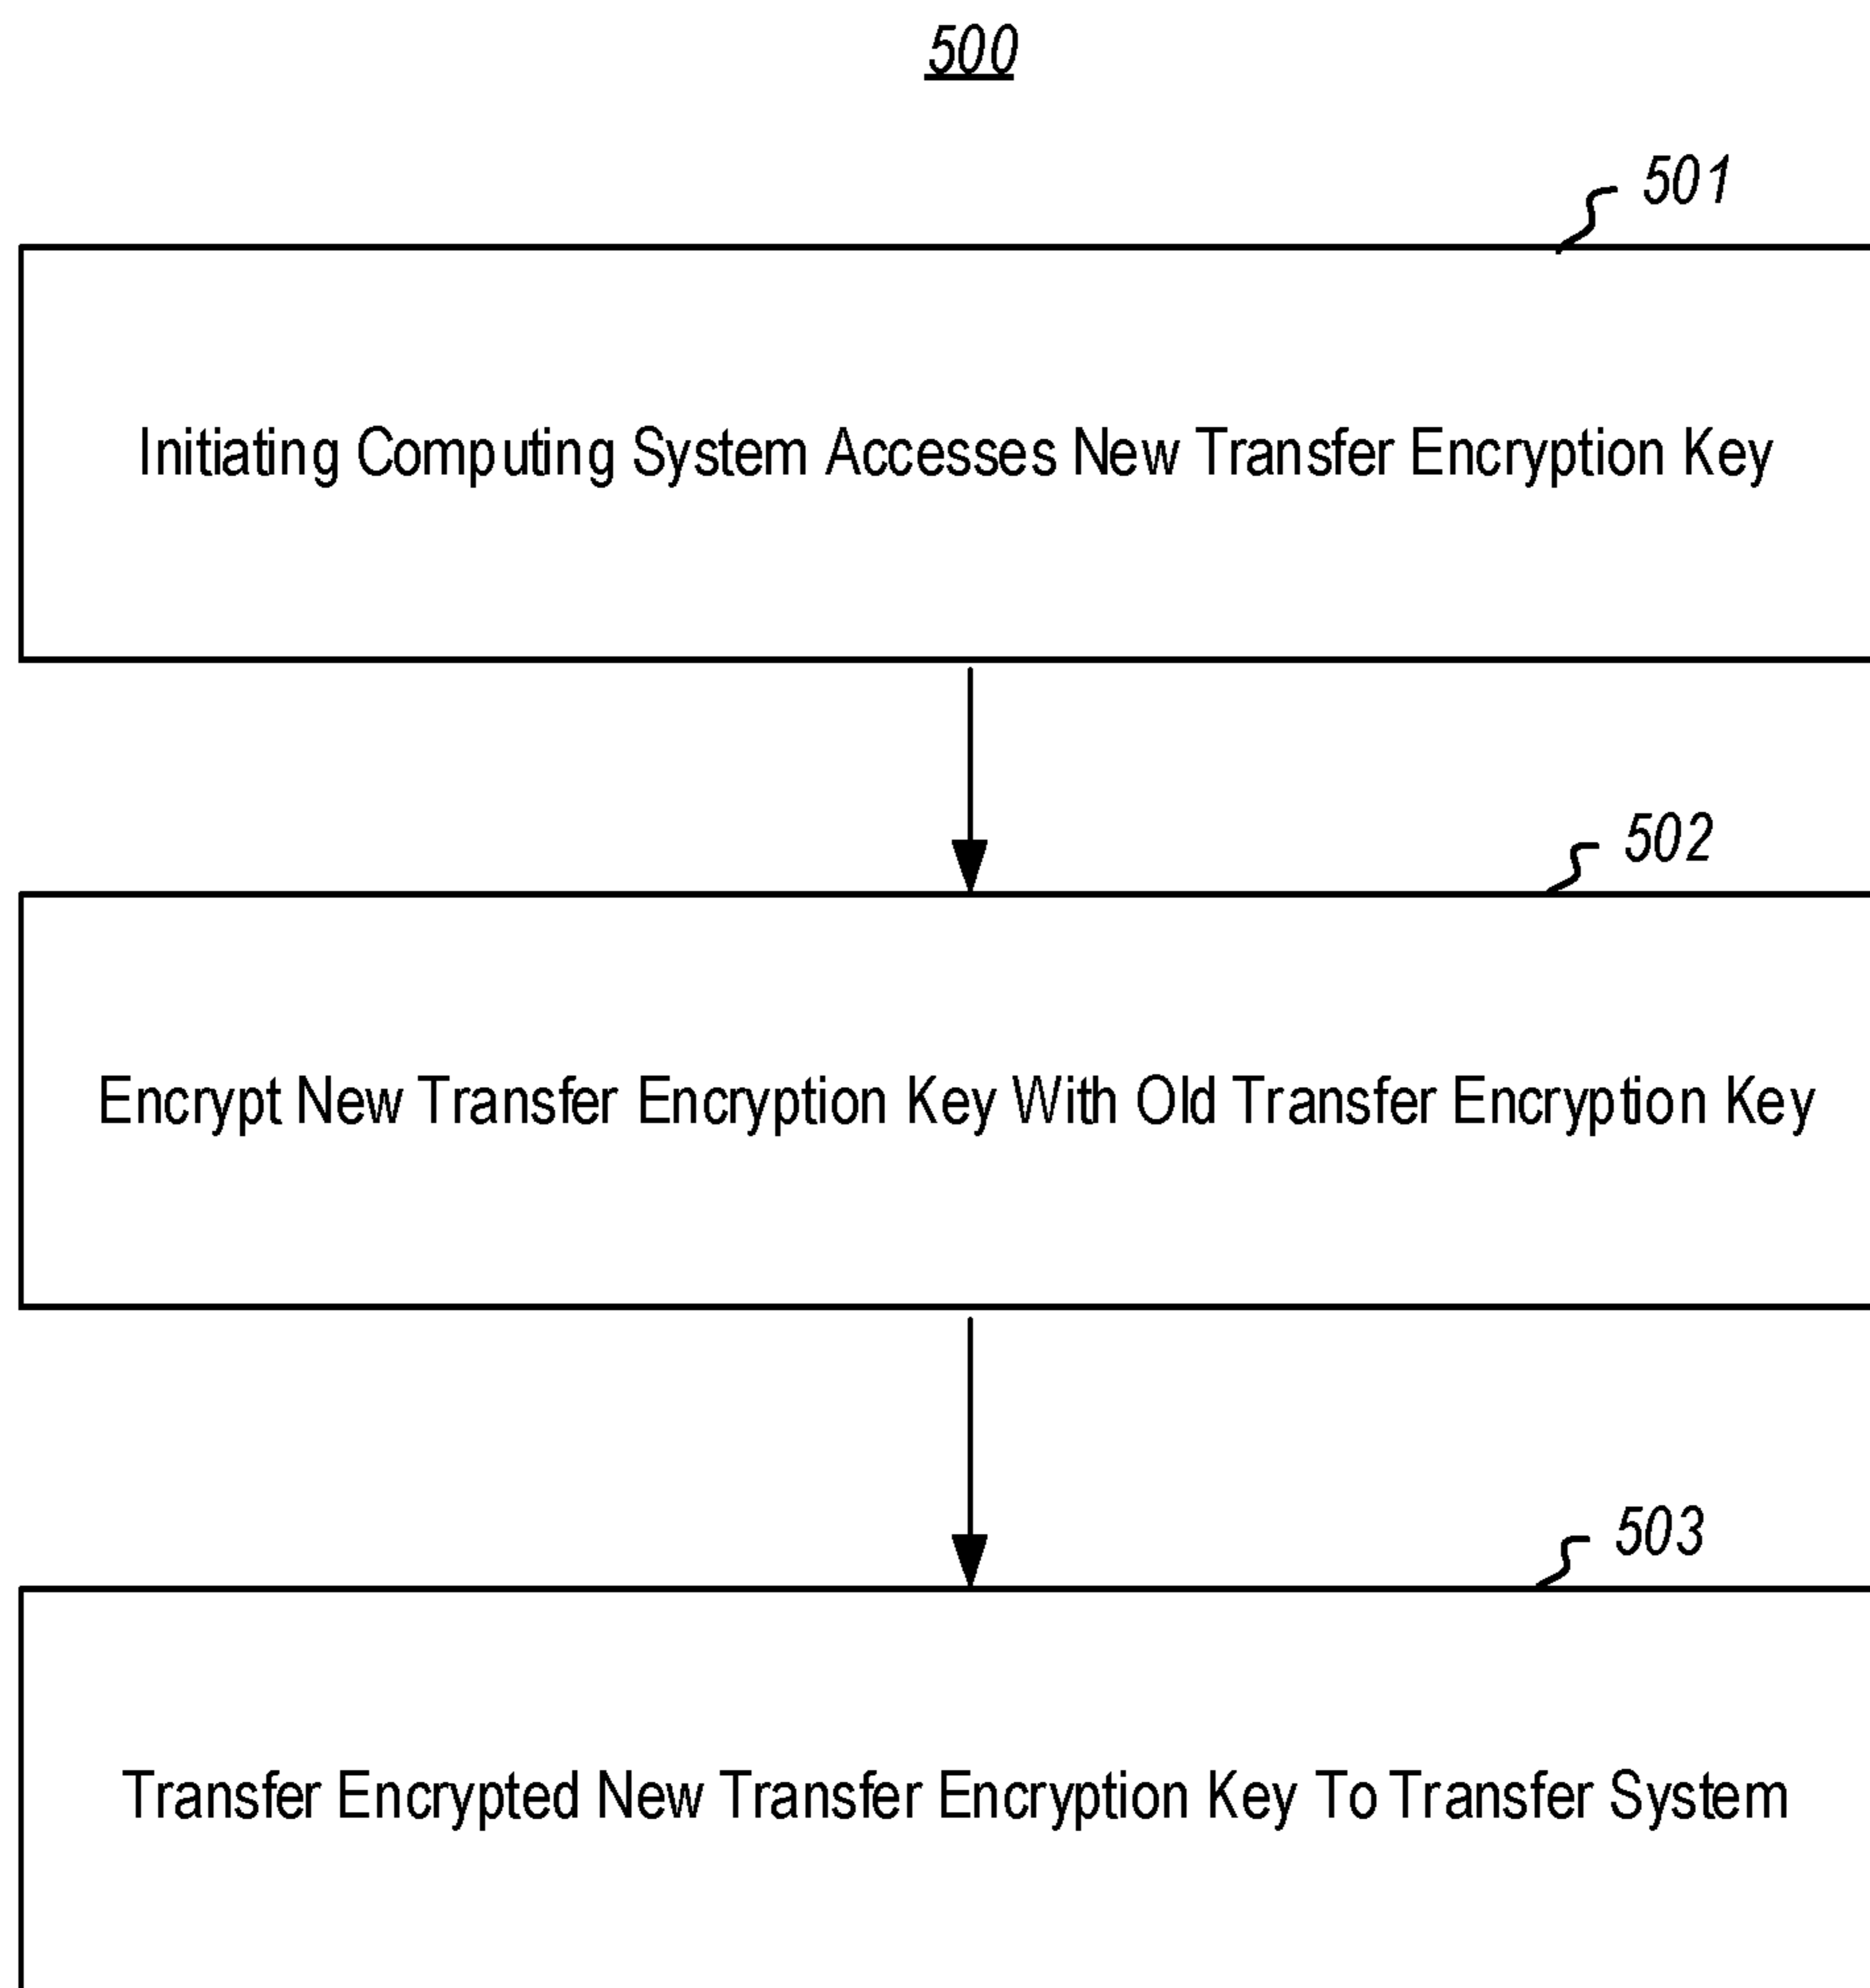 500
501
Initiating Computing System Accesses New Transfer Encryption Key
502
Encrypt New Transfer Encryption Key With Old Transfer Encryption Key
503
Transfer Encrypted New Transfer Encryption Key To Transfer System